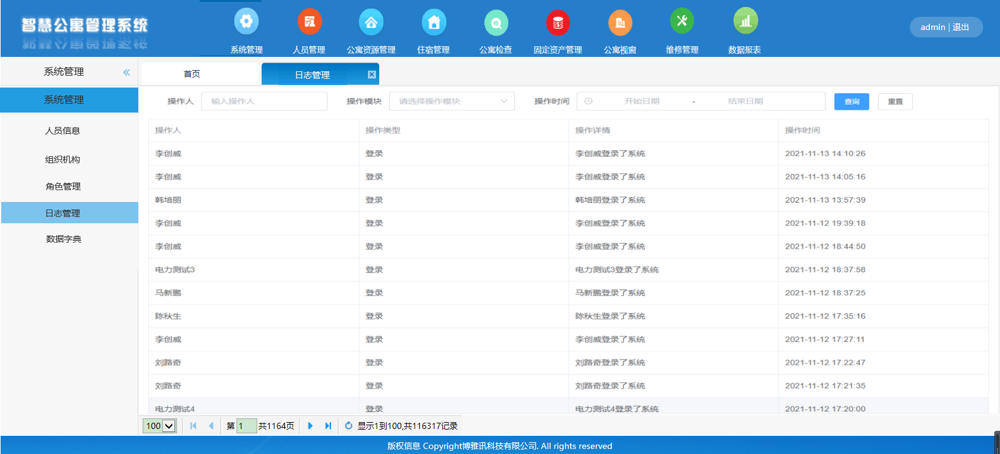 智慧公寓管理系统
系统管理 人员管理 公寓资源管理 住宿管理 公寓检查 固定资产管理 公寓视窗 维修管理 数据报表
admin | 退出
系统管理
首页 日志管理
系统管理
人员信息
组织机构
角色管理
日志管理
数据字典
操作人 输入操作人 操作模块 请选择操作模块 操作时间 开始日期 - 结束日期 查询 重置
操作人 操作类型 操作详情 操作时间
李创威 登录 李创威登录了系统 2021-11-13 14:10:26
李创威 登录 李创威登录了系统 2021-11-13 14:05:16
韩培丽 登录 韩培丽登录了系统 2021-11-13 13:57:39
李创威 登录 李创威登录了系统 2021-11-12 19:39:18
李创威 登录 李创威登录了系统 2021-11-12 18:44:50
电力测试3 登录 电力测试3登录了系统 2021-11-12 18:37:58
马新鹏 登录 马新鹏登录了系统 2021-11-12 18:37:25
陈秋生 登录 陈秋生登录了系统 2021-11-12 17:35:16
李创威 登录 李创威登录了系统 2021-11-12 17:27:11
刘路奇 登录 刘路奇登录了系统 2021-11-12 17:22:47
刘路奇 登录 刘路奇登录了系统 2021-11-12 17:21:35
电力测试4 登录 电力测试4登录了系统 2021-11-12 17:20:00
100 第 1 共1164页 显示1到100,共116317记录
版权信息 Copyright博雅讯科技有限公司. All rights reserved